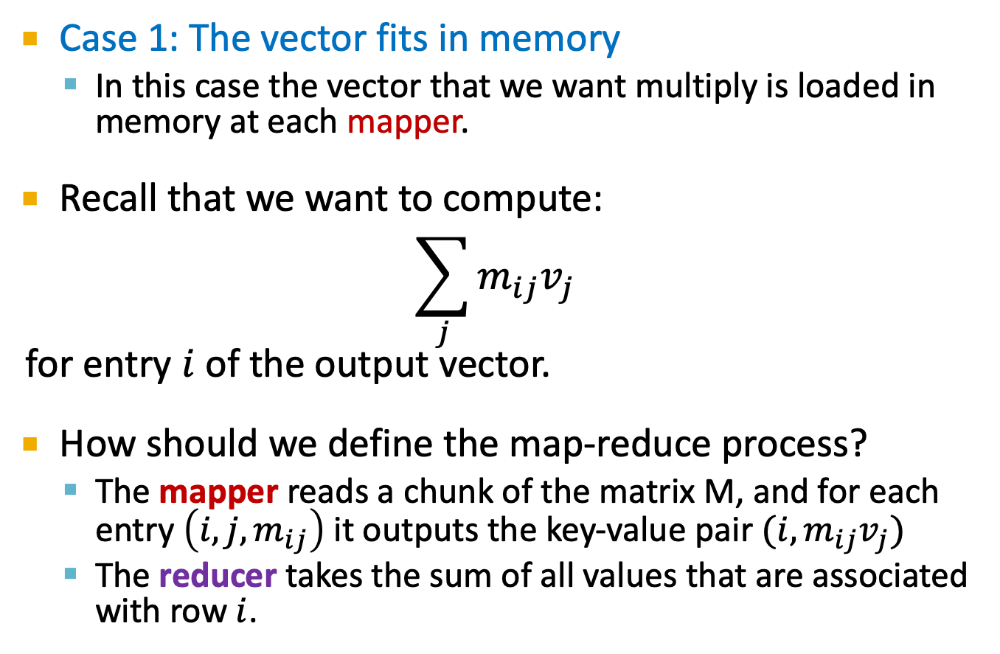 Case 1: The vector fits in memory
In this case the vector that we want multiply is loaded in
memory at each mapper.
Recall that we want to compute:
∑ m_{ij}v_j
j
for entry i of the output vector.
How should we define the map-reduce process?
The mapper reads a chunk of the matrix M, and for each
entry (i, j, m_{ij}) it outputs the key-value pair (i, m_{ij}v_j)
The reducer takes the sum of all values that are associated
with row i.